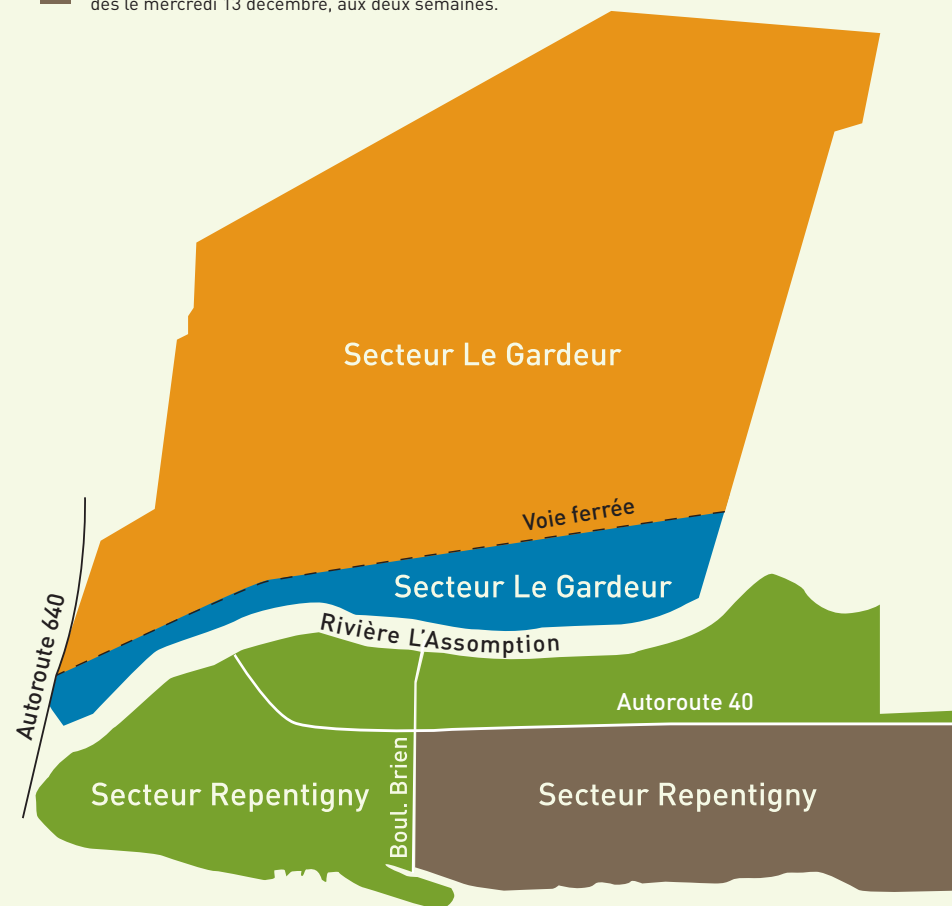 dès le mercredi 13 décembre, aux deux semaines.
Secteur Le Gardeur
Voie ferrée
Secteur Le Gardeur
Autoroute 640
Rivière L'Assomption
Autoroute 40
Boul. Brien
Secteur Repentigny
Secteur Repentigny